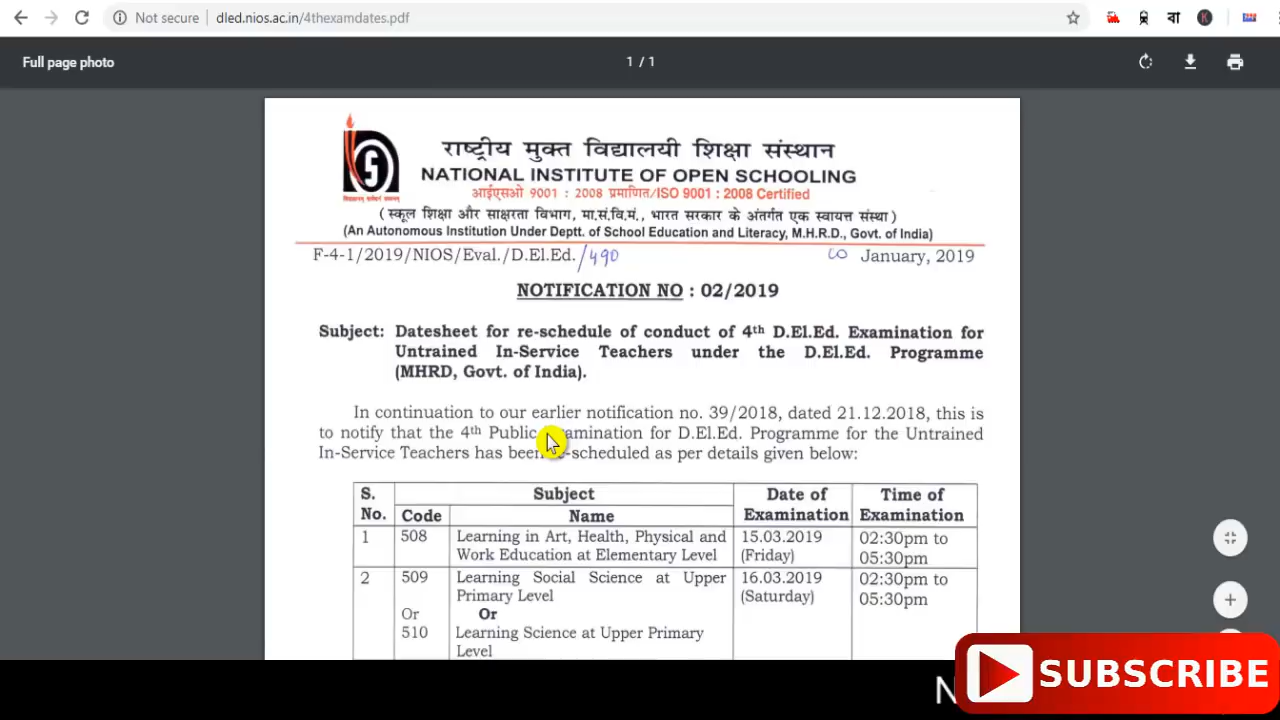 Not secure | dled.nios.ac.in/4thexamdates.pdf
Full page photo
1 / 1
राष्ट्रीय मुक्त विद्यालयी शिक्षा संस्थान
NATIONAL INSTITUTE OF OPEN SCHOOLING
आईएसओ 9001 : 2008 प्रमाणित/ISO 9001 : 2008 Certified
(स्कूल शिक्षा और साक्षरता विभाग, मा.सं.वि.मं., भारत सरकार के अंतर्गत एक स्वायत्त संस्था)
(An Autonomous Institution Under Deptt. of School Education and Literacy, M.H.R.D., Govt. of India)
F-4-1/2019/NIOS/Eval./D.El.Ed./490
January, 2019
NOTIFICATION NO : 02/2019
Subject: Datesheet for re-schedule of conduct of 4th D.El.Ed. Examination for
Untrained In-Service Teachers under the D.El.Ed. Programme
(MHRD, Govt. of India).
In continuation to our earlier notification no. 39/2018, dated 21.12.2018, this is
to notify that the 4th Public Examination for D.El.Ed. Programme for the Untrained
In-Service Teachers has been re-scheduled as per details given below:
S. No. Subject Date of Examination Time of Examination
Code Name
1 508 Learning in Art, Health, Physical and 15.03.2019 02:30pm to
Work Education at Elementary Level (Friday) 05:30pm
2 509 Learning Social Science at Upper 16.03.2019 02:30pm to
Primary Level (Saturday) 05:30pm
Or Or
510 Learning Science at Upper Primary
Level
N
SUBSCRIBE